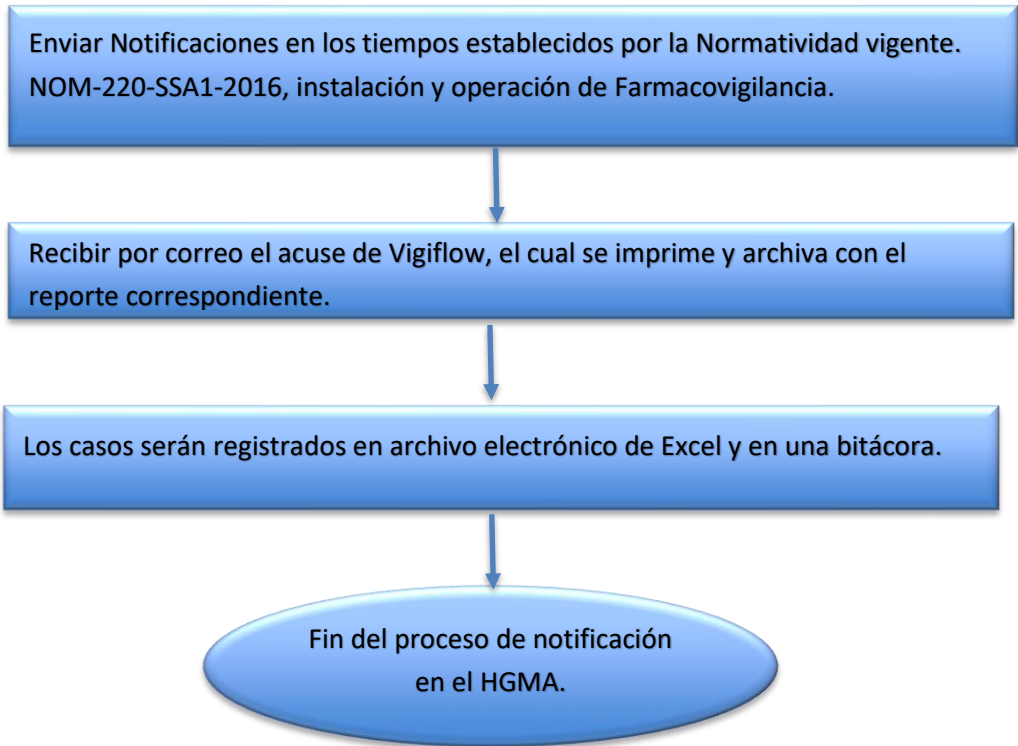 Enviar Notificaciones en los tiempos establecidos por la Normatividad vigente.
NOM-220-SSA1-2016, instalación y operación de Farmacovigilancia.
Recibir por correo el acuse de Vigiflow, el cual se imprime y archiva con el
reporte correspondiente.
Los casos serán registrados en archivo electrónico de Excel y en una bitácora.
Fin del proceso de notificación
en el HGMA.